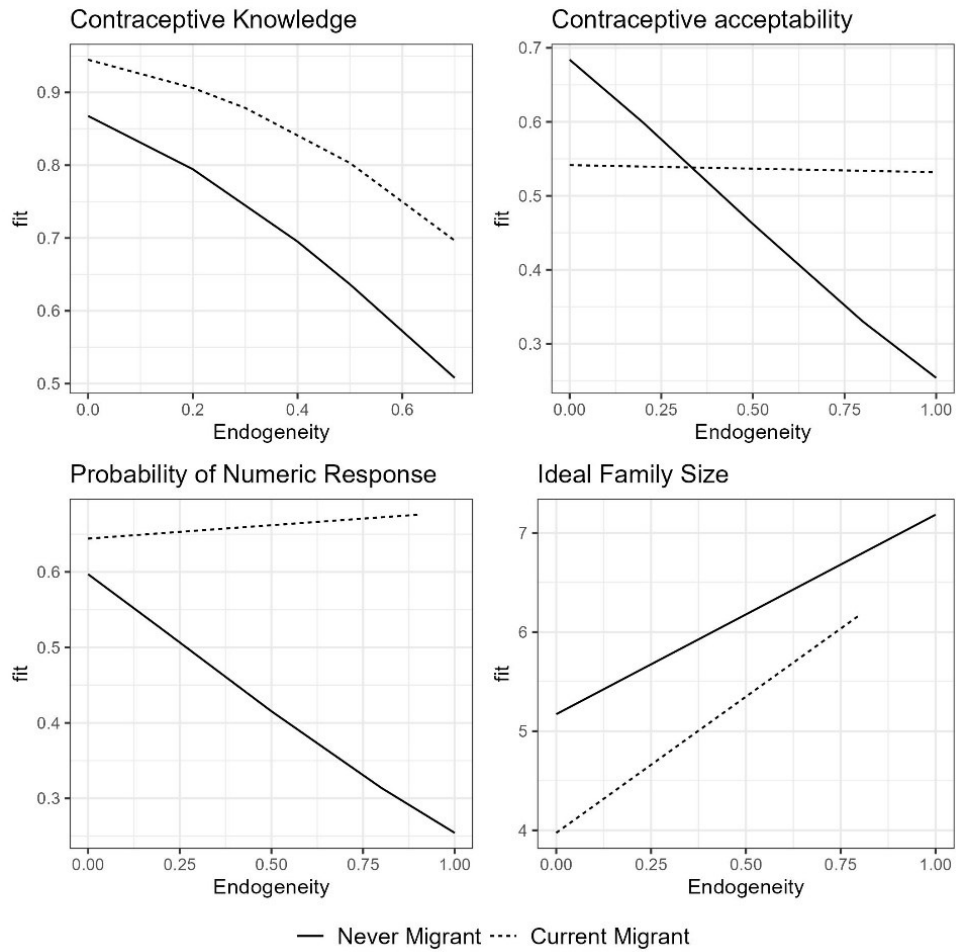 Contraceptive Knowledge
fit
0.9
0.8
0.7
0.6
0.5
0.0 0.2 0.4 0.6
Endogeneity
Contraceptive acceptability
fit
0.7
0.6
0.5
0.4
0.3
0.00 0.25 0.50 0.75 1.00
Endogeneity
Probability of Numeric Response
fit
0.6
0.5
0.4
0.3
0.00 0.25 0.50 0.75 1.00
Endogeneity
Ideal Family Size
fit
7
6
5
4
0.00 0.25 0.50 0.75 1.00
Endogeneity
Never Migrant Current Migrant